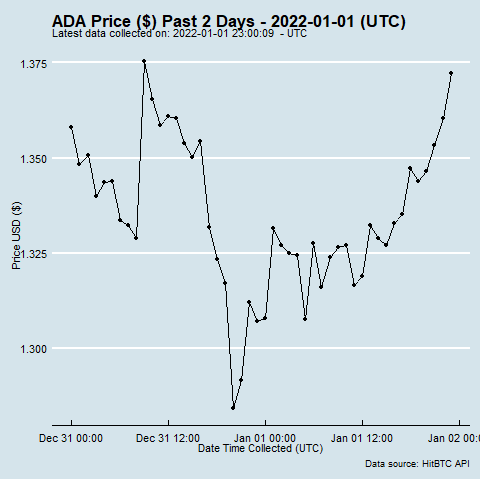 ADA Price ($) Past 2 Days - 2022-01-01 (UTC)
Latest data collected on: 2022-01-01 23:00:09 - UTC
1.375
1.350
1.325
1.300
Price USD ($)
Dec 31 00:00 Dec 31 12:00 Jan 01 00:00 Jan 01 12:00 Jan 02 00:00
Date Time Collected (UTC)
Data source: HitBTC API